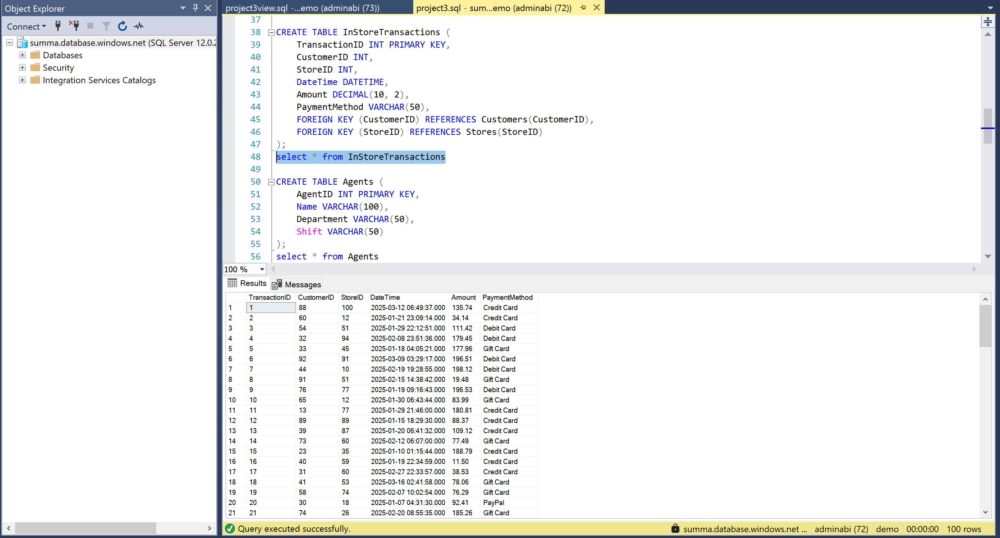 Object Explorer
Connect
summa.database.windows.net (SQL Server 12.0.2
Databases
Security
Integration Services Catalogs
project3view.sql -...emo (adminabi (73))
project3.sql - sum...emo (adminabi (72))
37
38 CREATE TABLE InStoreTransactions (
39 TransactionID INT PRIMARY KEY,
40 CustomerID INT,
41 StoreID INT,
42 DateTime DATETIME,
43 Amount DECIMAL(10, 2),
44 PaymentMethod VARCHAR(50),
45 FOREIGN KEY (CustomerID) REFERENCES Customers(CustomerID),
46 FOREIGN KEY (StoreID) REFERENCES Stores(StoreID)
47 );
48 select * from InStoreTransactions
49
50 CREATE TABLE Agents (
51 AgentID INT PRIMARY KEY,
52 Name VARCHAR(100),
53 Department VARCHAR(50),
54 Shift VARCHAR(50)
55 );
56 select * from Agents
100 %
Results Messages
TransactionID CustomerID StoreID DateTime Amount PaymentMethod
1 1 88 100 2025-03-12 06:49:37.000 135.74 Credit Card
2 2 60 12 2025-01-21 23:09:14.000 34.14 Credit Card
3 3 54 51 2025-01-29 22:12:51.000 111.42 Debit Card
4 4 32 94 2025-02-08 23:51:36.000 179.45 Debit Card
5 5 33 45 2025-01-18 04:05:21.000 177.96 Gift Card
6 6 92 91 2025-03-09 03:29:17.000 196.51 Debit Card
7 7 44 10 2025-02-19 19:28:55.000 198.12 Debit Card
8 8 91 51 2025-02-15 14:38:42.000 19.48 Gift Card
9 9 76 77 2025-01-19 09:16:43.000 196.53 Debit Card
10 10 65 12 2025-01-30 06:43:44.000 83.99 Gift Card
11 11 13 77 2025-01-29 21:46:00.000 180.81 Credit Card
12 12 89 89 2025-01-15 18:29:30.000 88.37 Credit Card
13 13 39 87 2025-01-20 06:41:32.000 109.12 Credit Card
14 14 73 60 2025-02-12 06:07:00.000 77.49 Gift Card
15 15 23 35 2025-01-10 01:15:44.000 188.79 Credit Card
16 16 40 59 2025-01-19 22:34:59.000 11.50 Credit Card
17 17 31 60 2025-02-27 22:33:57.000 38.53 Credit Card
18 18 41 53 2025-03-16 02:41:58.000 78.06 Gift Card
19 19 58 74 2025-02-07 10:02:54.000 76.29 Gift Card
20 20 30 18 2025-01-07 04:31:30.000 92.41 PayPal
21 21 74 26 2025-02-20 08:55:35.000 185.26 Gift Card
Query executed successfully. summa.database.windows.net ... adminabi (72) demo 00:00:00 100 rows